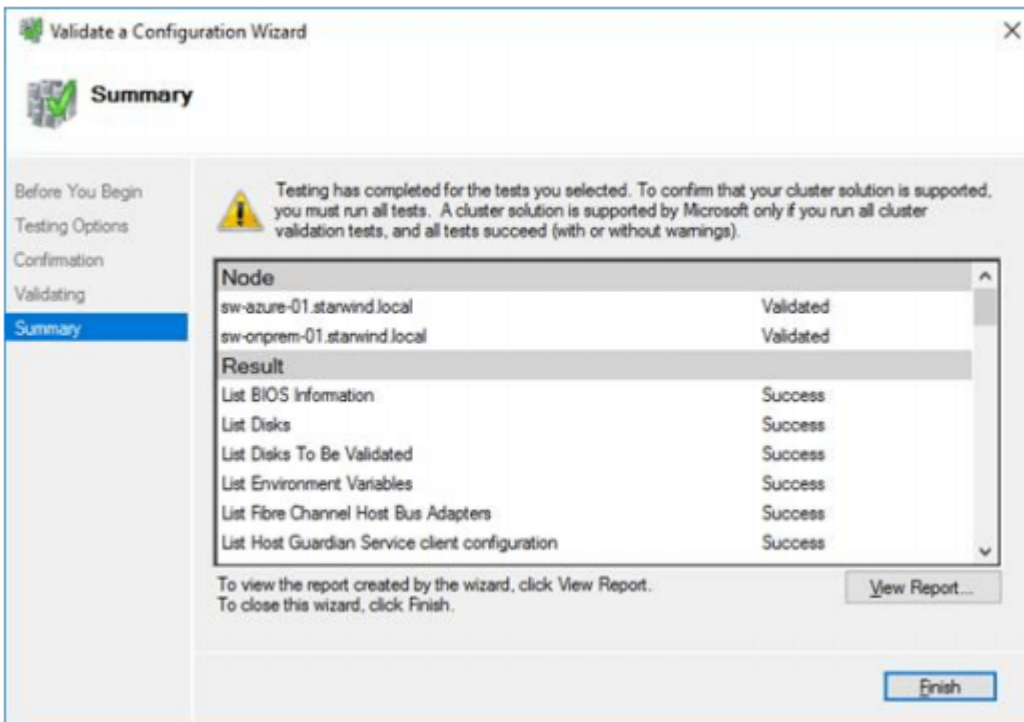 Validate a Configuration Wizard
Summary
Before You Begin
Testing Options
Confirmation
Validating
Summary
Testing has completed for the tests you selected. To confirm that your cluster solution is supported,
you must run all tests. A cluster solution is supported by Microsoft only if you run all cluster
validation tests, and all tests succeed (with or without warnings).
Node
sw-azure-01.starwind.local Validated
sw-onprem-01.starwind.local Validated
Result
List BIOS Information Success
List Disks Success
List Disks To Be Validated Success
List Environment Variables Success
List Fibre Channel Host Bus Adapters Success
List Host Guardian Service client configuration Success
To view the report created by the wizard, click View Report.
To close this wizard, click Finish.
View Report...
Finish